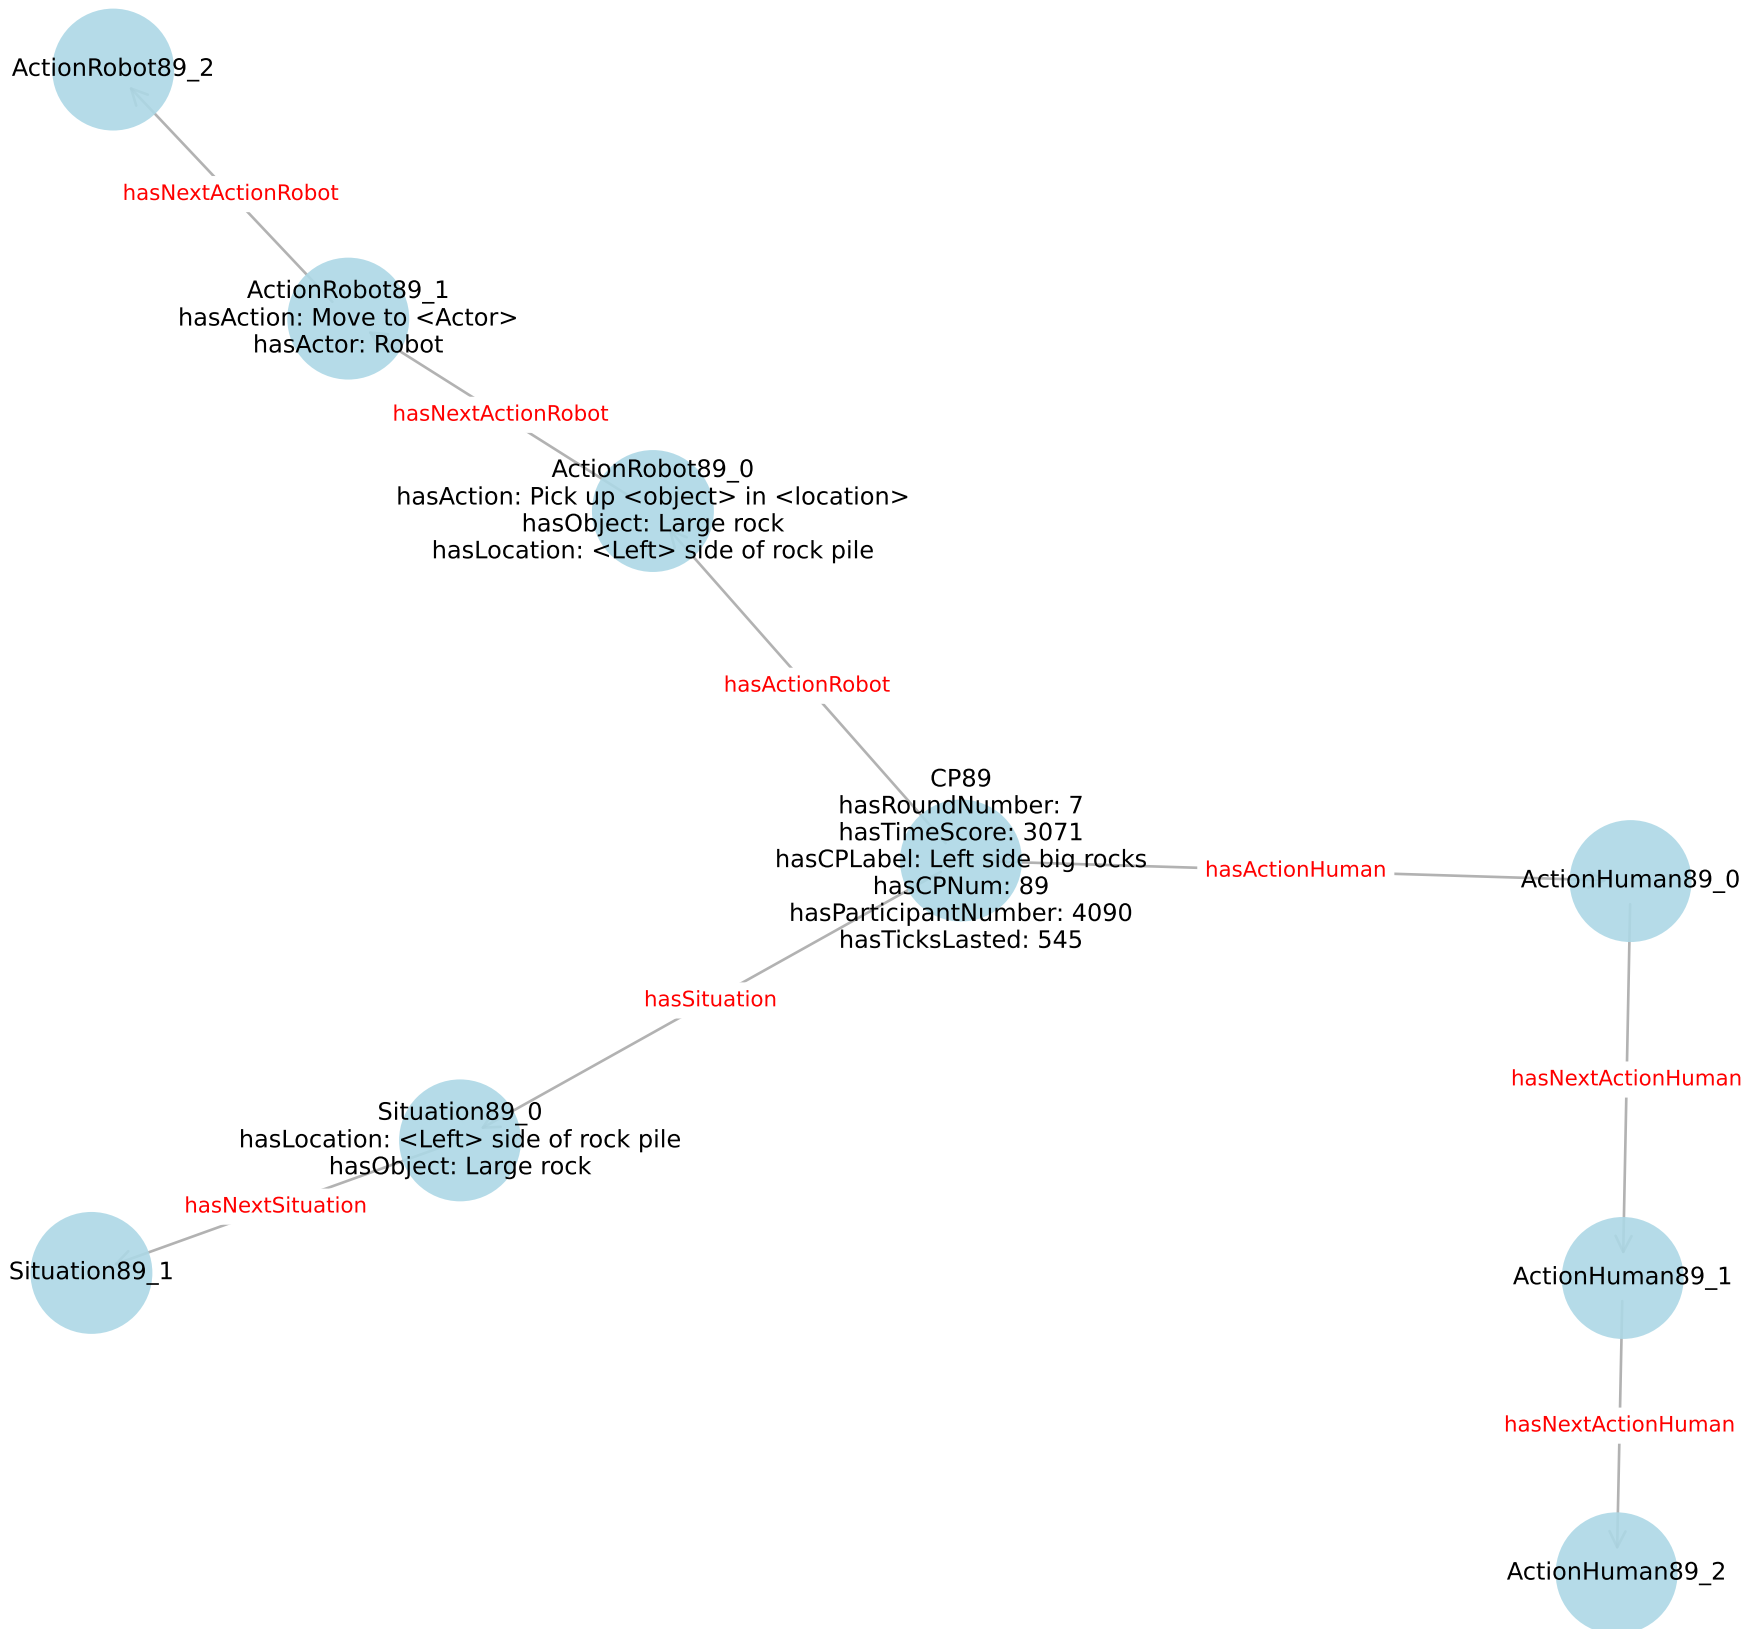 ActionRobot89_2
hasNextActionRobot
ActionRobot89_1
hasAction: Move to <Actor>
hasActor: Robot
hasNextActionRobot
ActionRobot89_0
hasAction: Pick up <object> in <location>
hasObject: Large rock
hasLocation: <Left> side of rock pile
hasActionRobot
CP89
hasRoundNumber: 7
hasTimeScore: 3071
hasCPLabel: Left side big rocks
hasCPNum: 89
hasParticipantNumber: 4090
hasTicksLasted: 545
hasActionHuman
ActionHuman89_0
hasSituation
hasNextActionHuman
Situation89_0
hasLocation: <Left> side of rock pile
hasObject: Large rock
hasNextSituation
Situation89_1
ActionHuman89_1
hasNextActionHuman
ActionHuman89_2